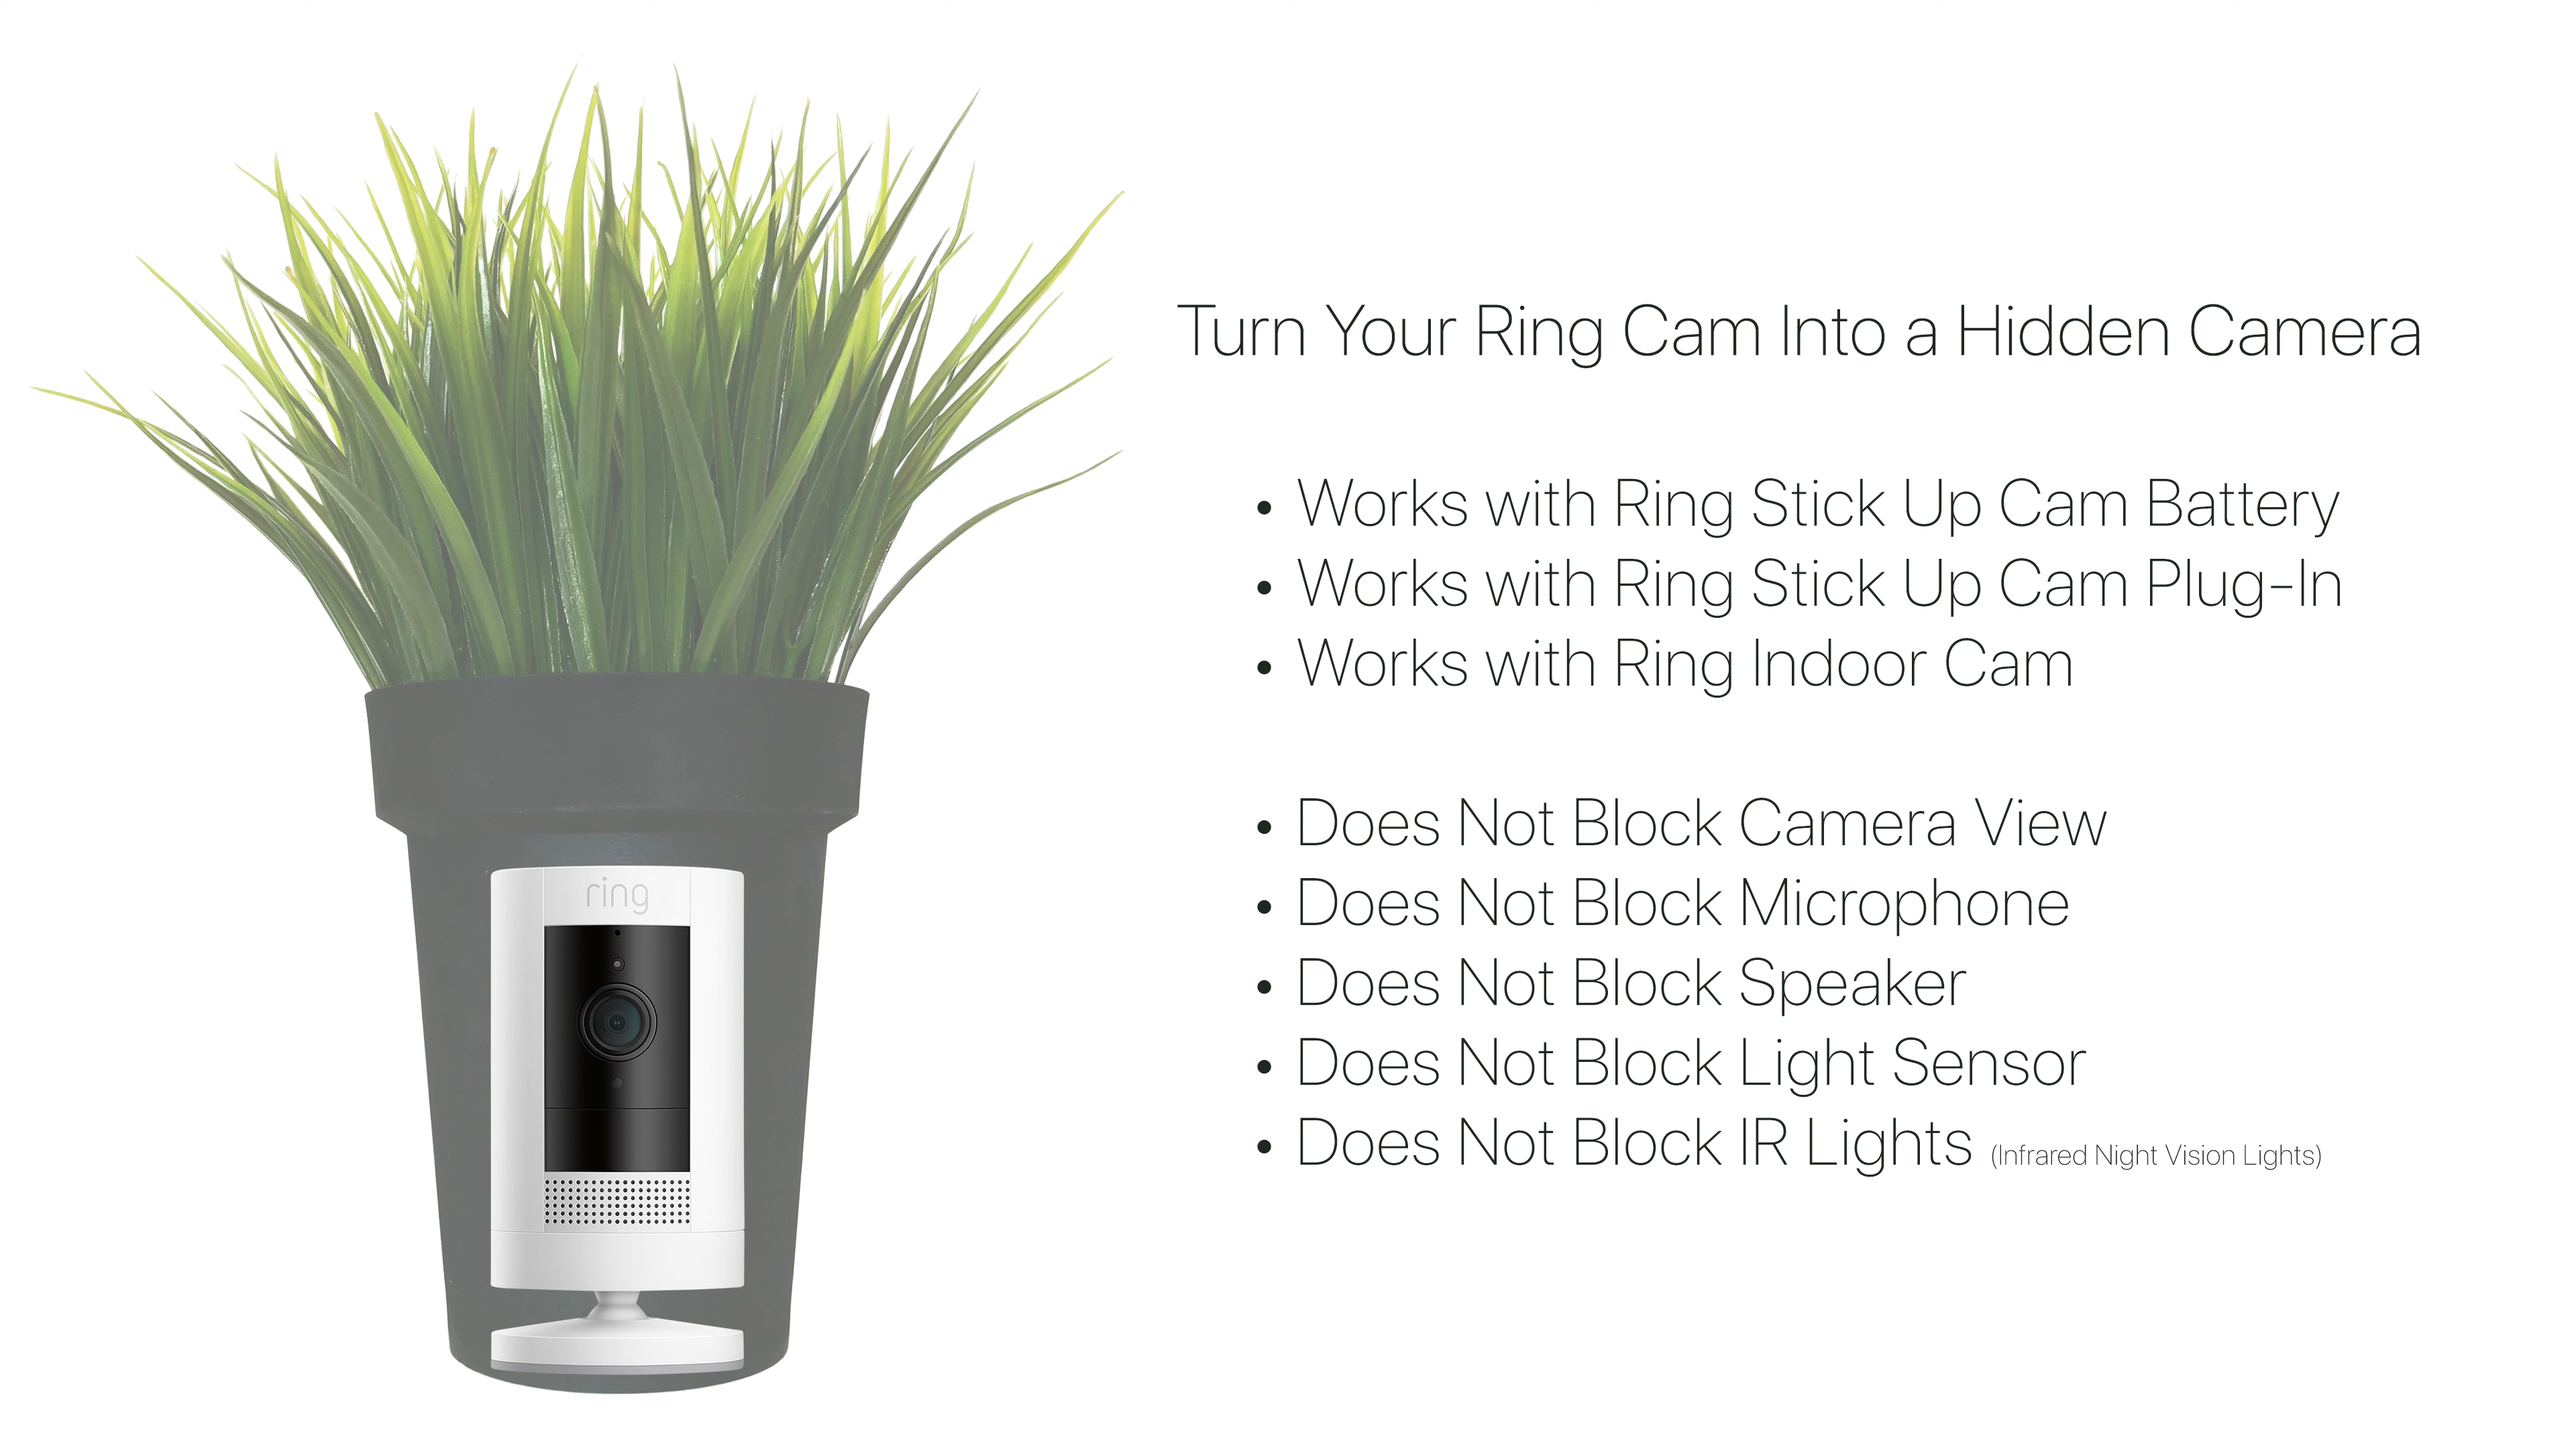 Turn Your Ring Cam Into a Hidden Camera
• Works with Ring Stick Up Cam Battery
• Works with Ring Stick Up Cam Plug-In
• Works with Ring Indoor Cam
• Does Not Block Camera View
• Does Not Block Microphone
• Does Not Block Speaker
• Does Not Block Light Sensor
• Does Not Block IR Lights (Infrared Night Vision Lights)
ring